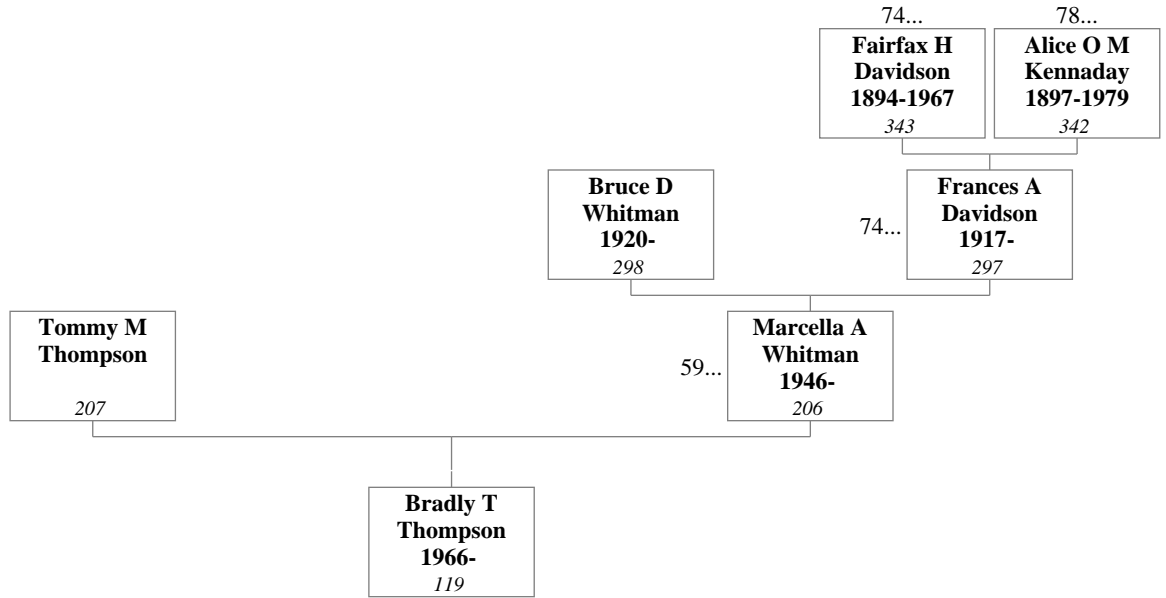 74...
78...
Fairfax H
Davidson
1894-1967
343
Alice O M
Kennaday
1897-1979
342
Bruce D
Whitman
1920-
298
74...
Frances A
Davidson
1917-
297
Tommy M
Thompson
207
59...
Marcella A
Whitman
1946-
206
Bradly T
Thompson
1966-
119